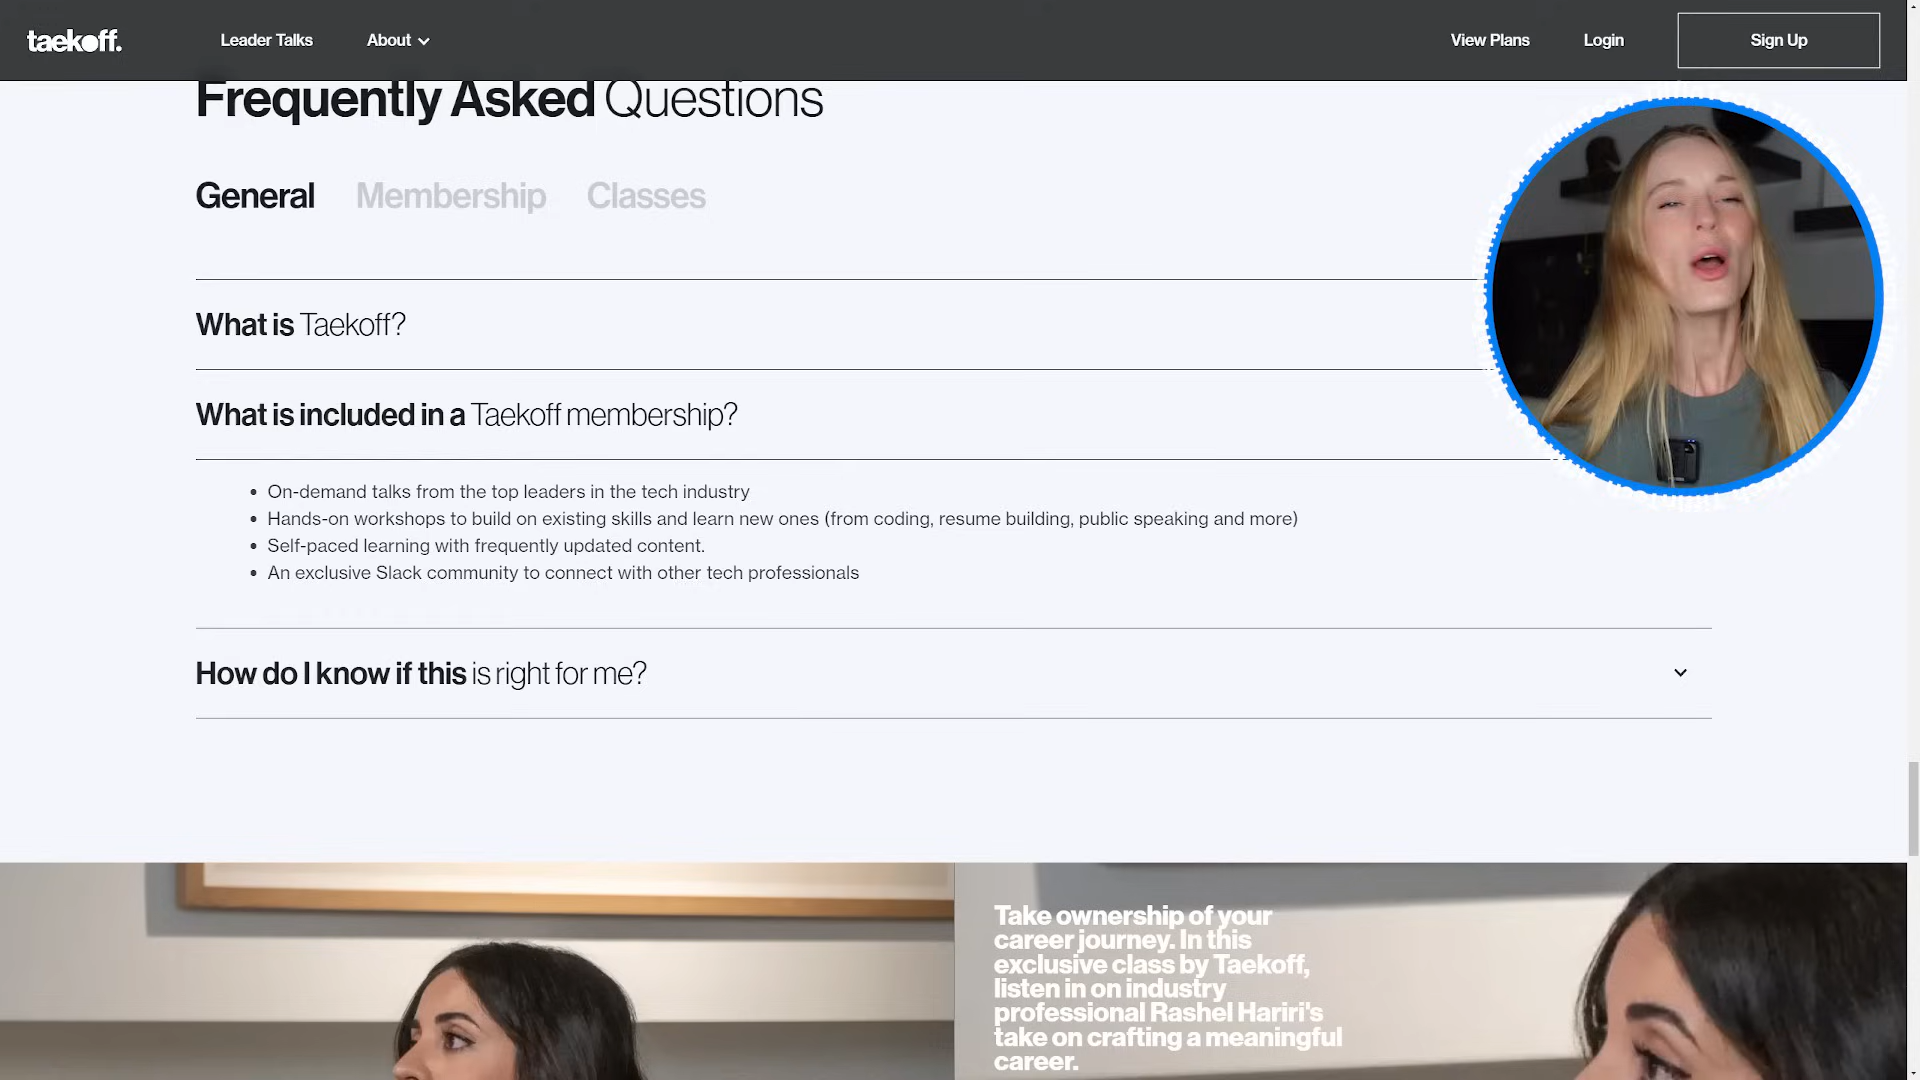 taekoff.
Leader Talks
About
View Plans
Login
Sign Up
Frequently Asked Questions
General
Membership
Classes
What is Taekoff?
What is included in a Taekoff membership?
• On-demand talks from the top leaders in the tech industry
• Hands-on workshops to build on existing skills and learn new ones (from coding, resume building, public speaking and more)
• Self-paced learning with frequently updated content.
• An exclusive Slack community to connect with other tech professionals
How do I know if this is right for me?
Take ownership of your
career journey. In this
exclusive class by Taekoff,
listen in on industry
professional Rashel Hariri's
take on crafting a meaningful
career.